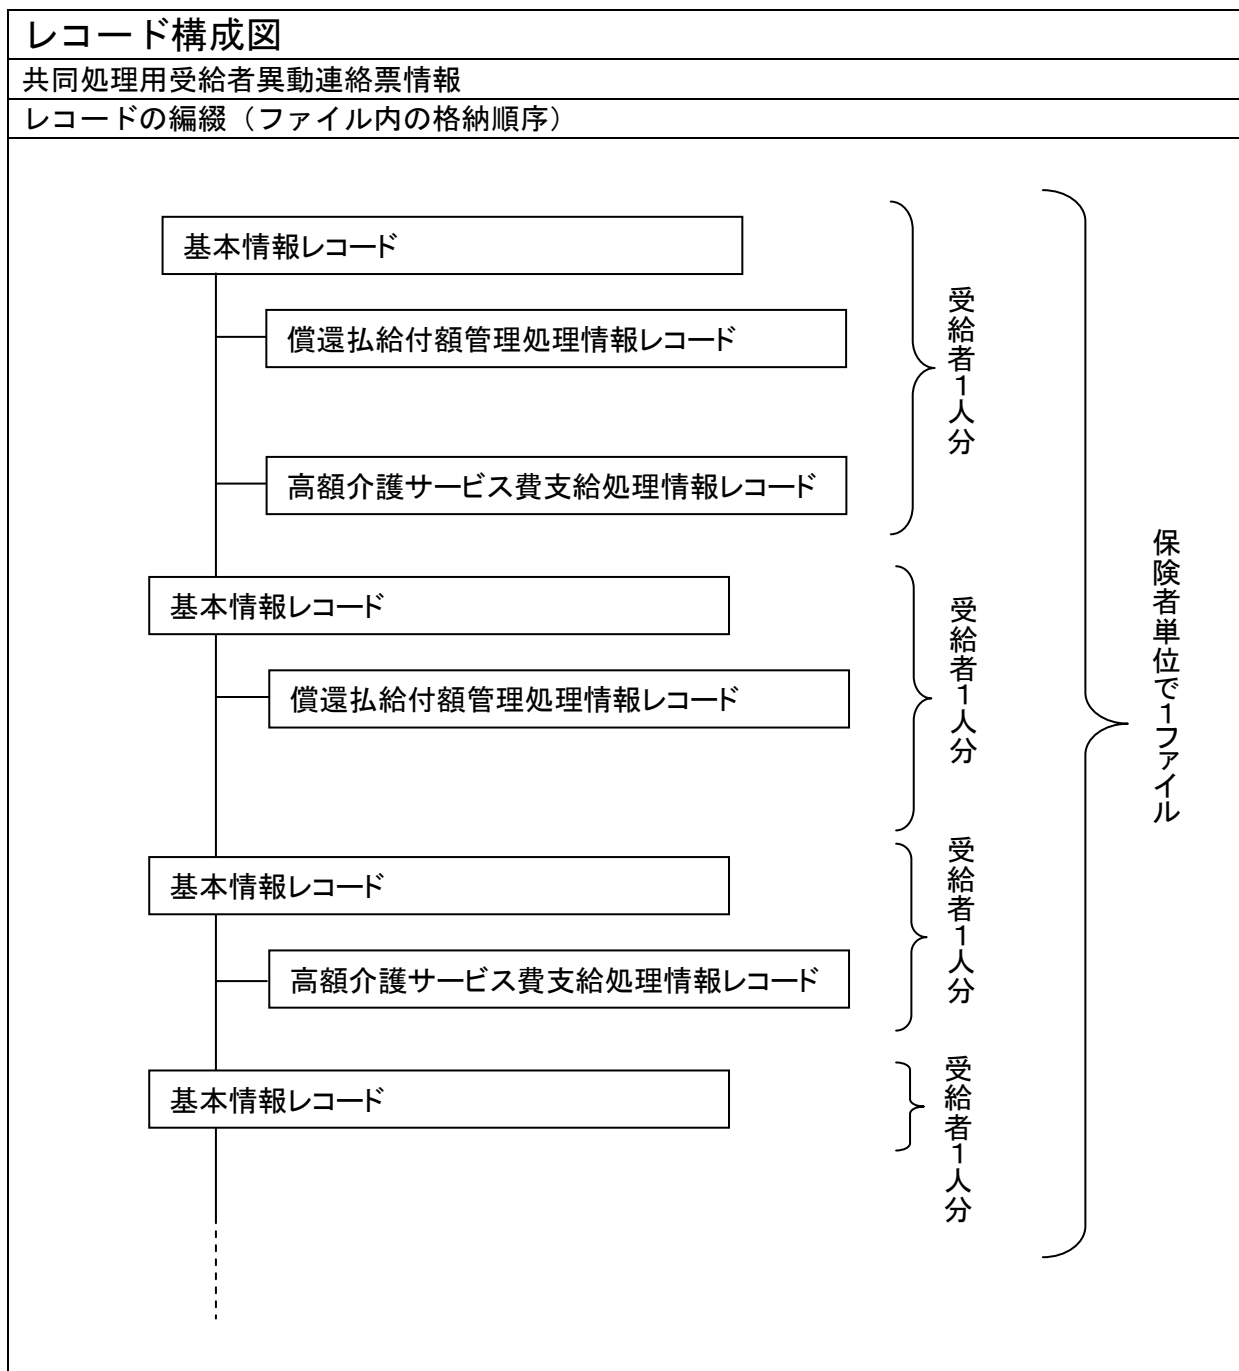 レコード構成図
共同処理用受給者異動連絡票情報
レコードの編綴（ファイル内の格納順序）
基本情報レコード
償還払給付額管理処理情報レコード
高額介護サービス費支給処理情報レコード
受給者１人分
基本情報レコード
償還払給付額管理処理情報レコード
受給者１人分
基本情報レコード
高額介護サービス費支給処理情報レコード
受給者１人分
基本情報レコード
受給者１人分
保険者単位で１ファイル